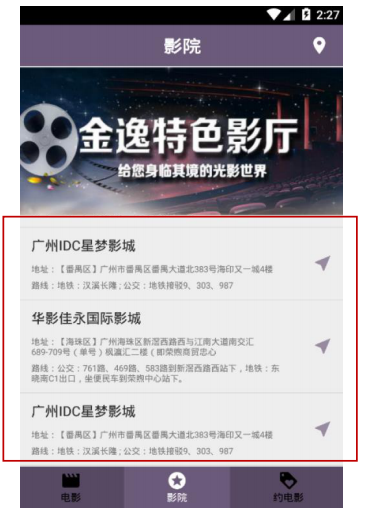 2:27
影院
金逸特色影厅
给您身临其境的光影世界
广州IDC星梦影城
地址：【番禺区】广州市番禺区番禺大道北383号海印又一城4楼
路线：地铁：汉溪长隆；公交：地铁接驳9、303、987
华影佳永国际影城
地址：【海珠区】广州海珠区新滘西路西与江南大道南交汇
689-709号（单号）枫瀛汇二楼（即荣煦商贸忠心
路线：公交：761路、469路、583路到新滘西路西站下，地铁：东
晓南C1出口，坐便民车到荣煦中心站下。
广州IDC星梦影城
地址：【番禺区】广州市番禺区番禺大道北383号海印又一城4楼
路线：地铁：汉溪长隆；公交：地铁接驳9、303、987
电影
影院
约电影